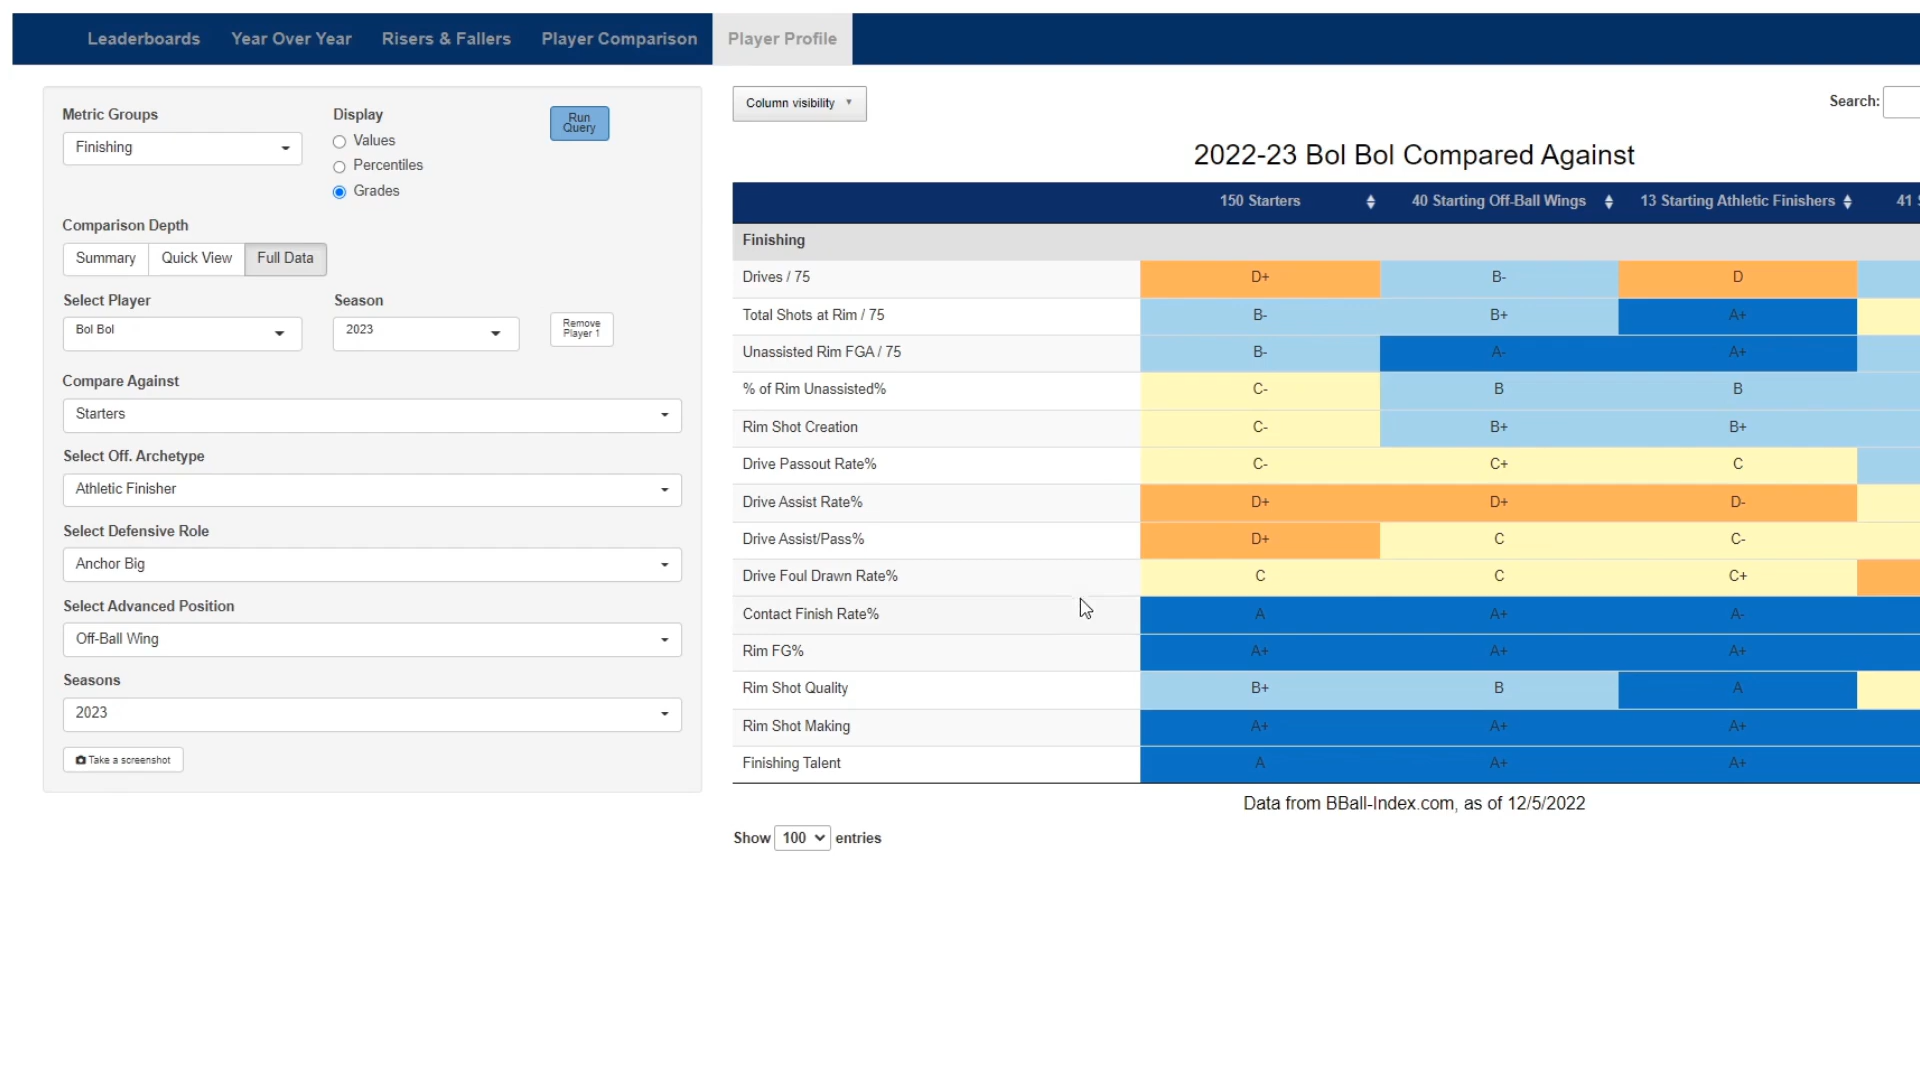 Leaderboards Year Over Year Risers & Fallers Player Comparison Player Profile
Metric Groups
Finishing
Display
Values
Percentiles
Grades
Run
Query
Comparison Depth
Summary Quick View Full Data
Select Player
Bol Bol
Season
2023
Remove
Player 1
Compare Against
Starters
Select Off. Archetype
Athletic Finisher
Select Defensive Role
Anchor Big
Select Advanced Position
Off-Ball Wing
Seasons
2023
Take a screenshot
Column visibility
Search:
2022-23 Bol Bol Compared Against
150 Starters 40 Starting Off-Ball Wings 13 Starting Athletic Finishers 41
Finishing
Drives / 75 D+ B- D
Total Shots at Rim / 75 B- B+ A+
Unassisted Rim FGA / 75 B- A- A+
% of Rim Unassisted% C- B B
Rim Shot Creation C- B+ B+
Drive Passout Rate% C- C+ C
Drive Assist Rate% D+ D+ D-
Drive Assist/Pass% D+ C C-
Drive Foul Drawn Rate% C C C+
Contact Finish Rate% A A+ A-
Rim FG% A+ A+ A+
Rim Shot Quality B+ B A
Rim Shot Making A+ A+ A+
Finishing Talent A A+ A+
Data from BBall-Index.com, as of 12/5/2022
Show 100 entries